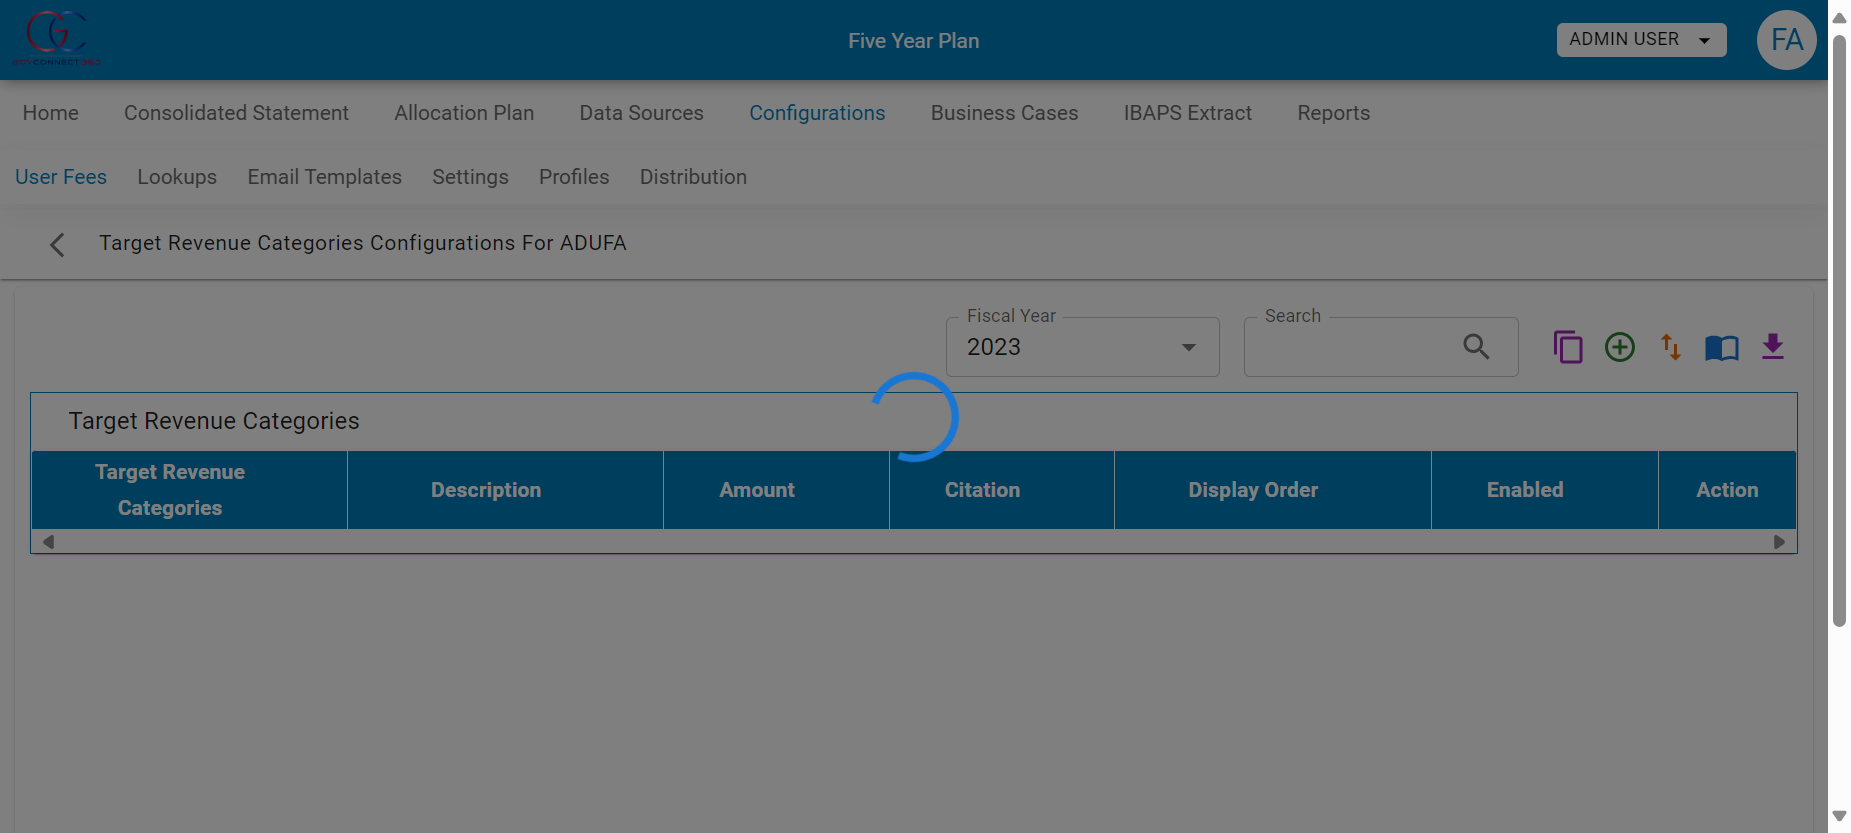 GOVCONNECT.PRO
Five Year Plan
ADMIN USER
FA
Home Consolidated Statement Allocation Plan Data Sources Configurations Business Cases IBAPS Extract Reports
User Fees Lookups Email Templates Settings Profiles Distribution
Target Revenue Categories Configurations For ADUFA
Fiscal Year
2023
Search
Target Revenue Categories
Target Revenue
Categories
Description
Amount
Citation
Display Order
Enabled
Action